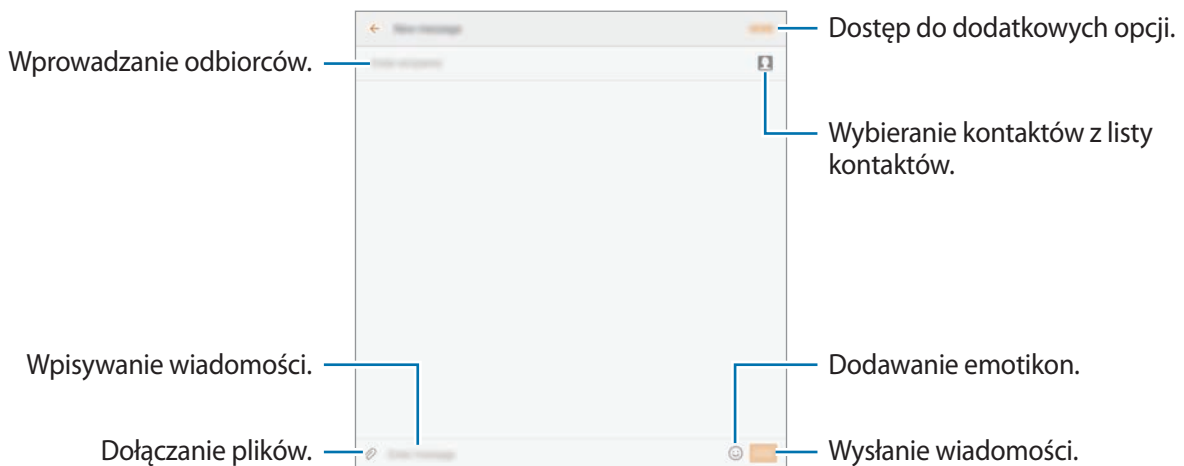 Dostęp do dodatkowych opcji.
Wprowadzanie odbiorców.
Wybieranie kontaktów z listy
kontaktów.
Wpisywanie wiadomości.
Dodawanie emotikon.
Dołączanie plików.
Wysłanie wiadomości.